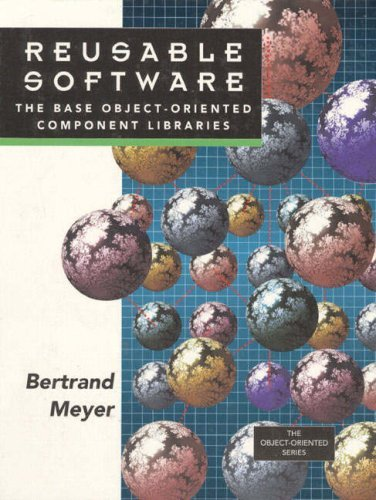 REUSABLE
SOFTWARE
THE BASE OBJECT-ORIENTED
COMPONENT LIBRARIES
Bertrand
Meyer
THE
OBJECT-ORIENTED
SERIES